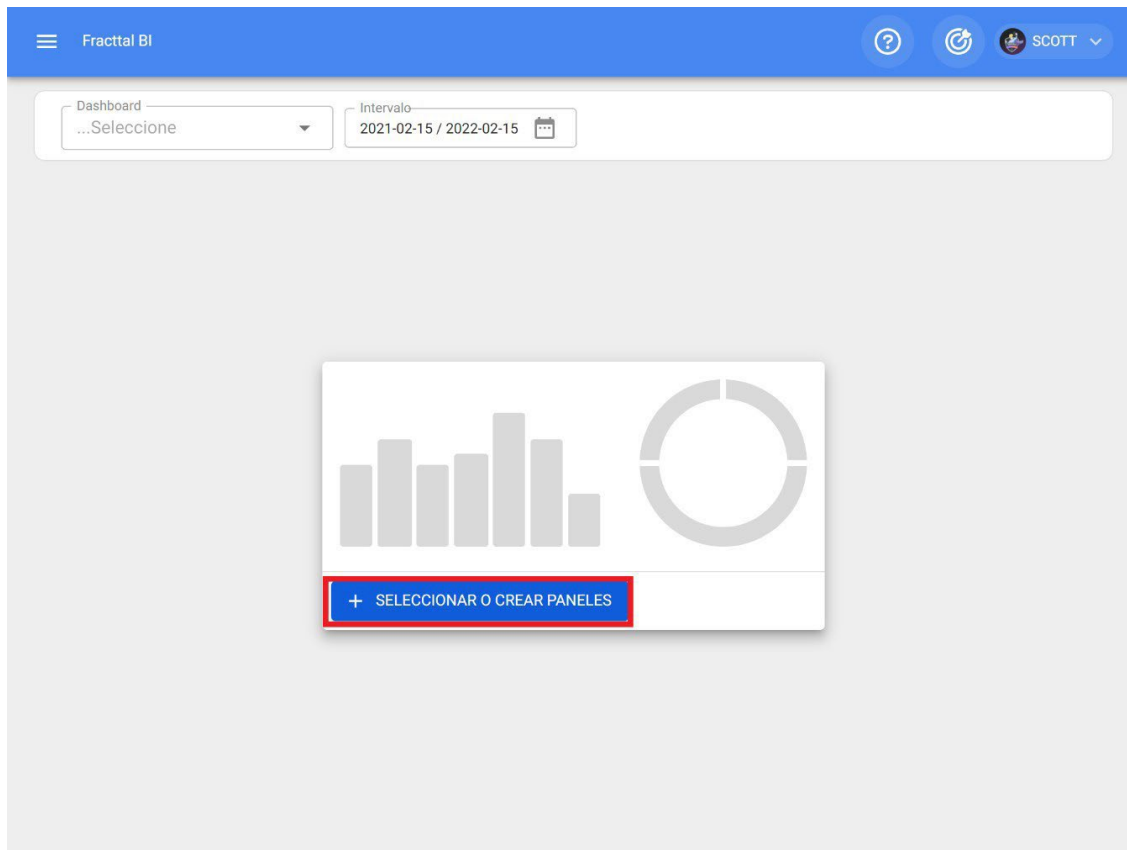 Fracttal BI
SCOTT
Dashboard
...Seleccione
Intervalo
2021-02-15 / 2022-02-15
+ SELECCIONAR O CREAR PANELES